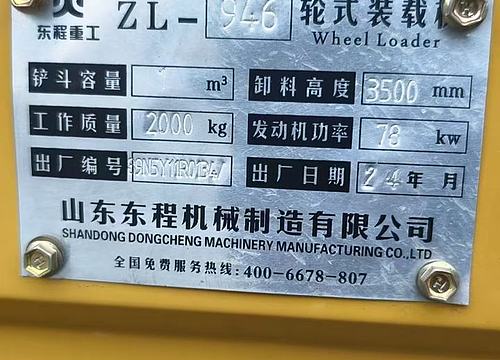 东程重工 ZL-946 轮式装载机
Wheel Loader
铲斗容量 m³ 卸料高度 3500 mm
工作质量 2000 kg 发动机功率 78 kw
出厂编号 出厂日期 24年 月
山东东程机械制造有限公司
SHANDONG DONGCHENG MACHINERY MANUFACTURING CO.,LTD
全国免费服务热线:400-6678-807